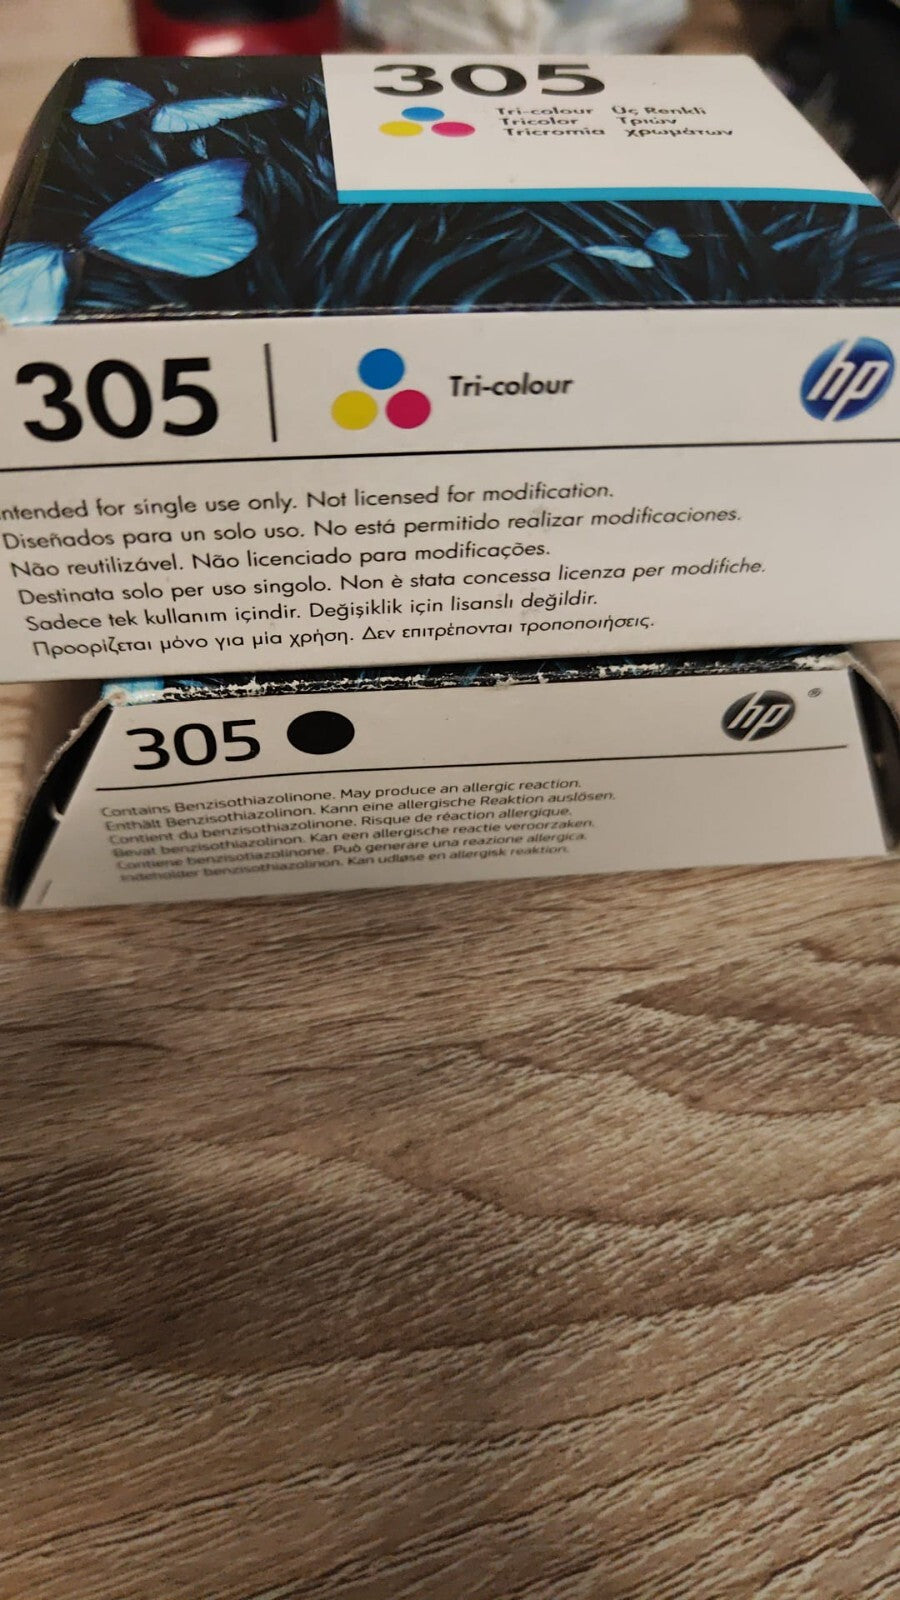 305
Tri-colour Üç Renkli
Tricolor Τριών
Tricromia χρωμάτων
305 Tri-colour hp
ntended for single use only. Not licensed for modification.
Diseñados para un solo uso. No está permitido realizar modificaciones.
Não reutilizável. Não licenciado para modificações.
Destinata solo per uso singolo. Non è stata concessa licenza per modifiche.
Sadece tek kullanım içindir. Değişiklik için lisanslı değildir.
Προορίζεται μόνο για μία χρήση. Δεν επιτρέπονται τροποποιήσεις.
305 hp ®
Contains Benzisothiazolinone. May produce an allergic reaction.
Enthält Benzisothiazolinon. Kann eine allergische Reaktion auslösen.
Contient du benzisothiazolinone. Risque de réaction allergique.
Bevat benzisothiazolinon. Kan een allergische reactie veroorzaken.
Contiene benzisotiazolinone. Può generare una reazione allergica.
Indeholder benzisothiazolinon. Kan udløse en allergisk reaktion.